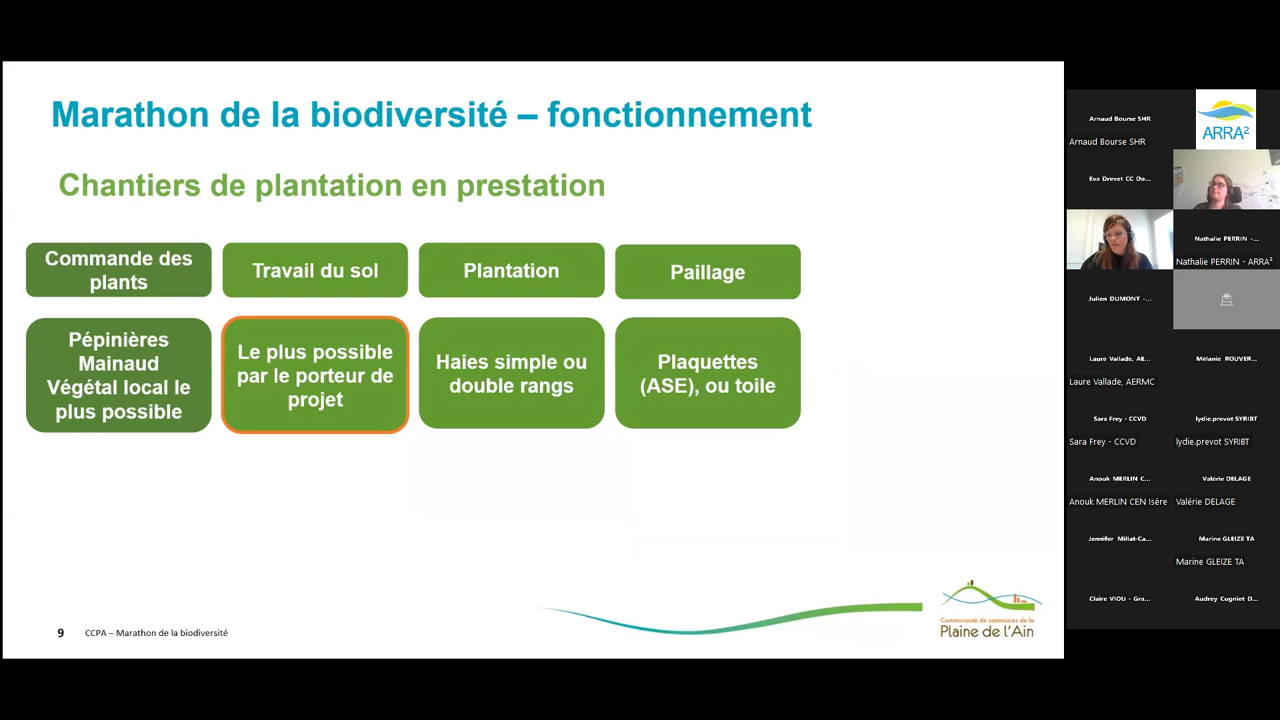 Marathon de la biodiversité – fonctionnement
Chantiers de plantation en prestation
Commande des
plants
Travail du sol
Plantation
Paillage
Pépinières
Mainaud
Végétal local le
plus possible
Le plus possible
par le porteur de
projet
Haies simple ou
double rangs
Plaquettes
(ASE), ou toile
9
CCPA – Marathon de la biodiversité
Communauté de communes de la
Plaine de l'Ain
Arnaud Bourse SHR
Arnaud Bourse SHR
ARRA²
Eva Drevet CC Do...
Nathalie PERRIN -...
Nathalie PERRIN - ARRA²
Julien DUMONT -...
Laure Vallade, AE...
Laure Vallade, AERMC
Mélanie ROUVER...
Sara Frey - CCVD
Sara Frey - CCVD
lydie.prevot SYRIBT
lydie.prevot SYRIBT
Anouk MERLIN C...
Anouk MERLIN CEN Isère
Valérie DELAGE
Valérie DELAGE
Jennifer Millat-Ca...
Marine GLEIZE TA
Marine GLEIZE TA
Claire VIOU - Gra...
Audrey Cugniet D...